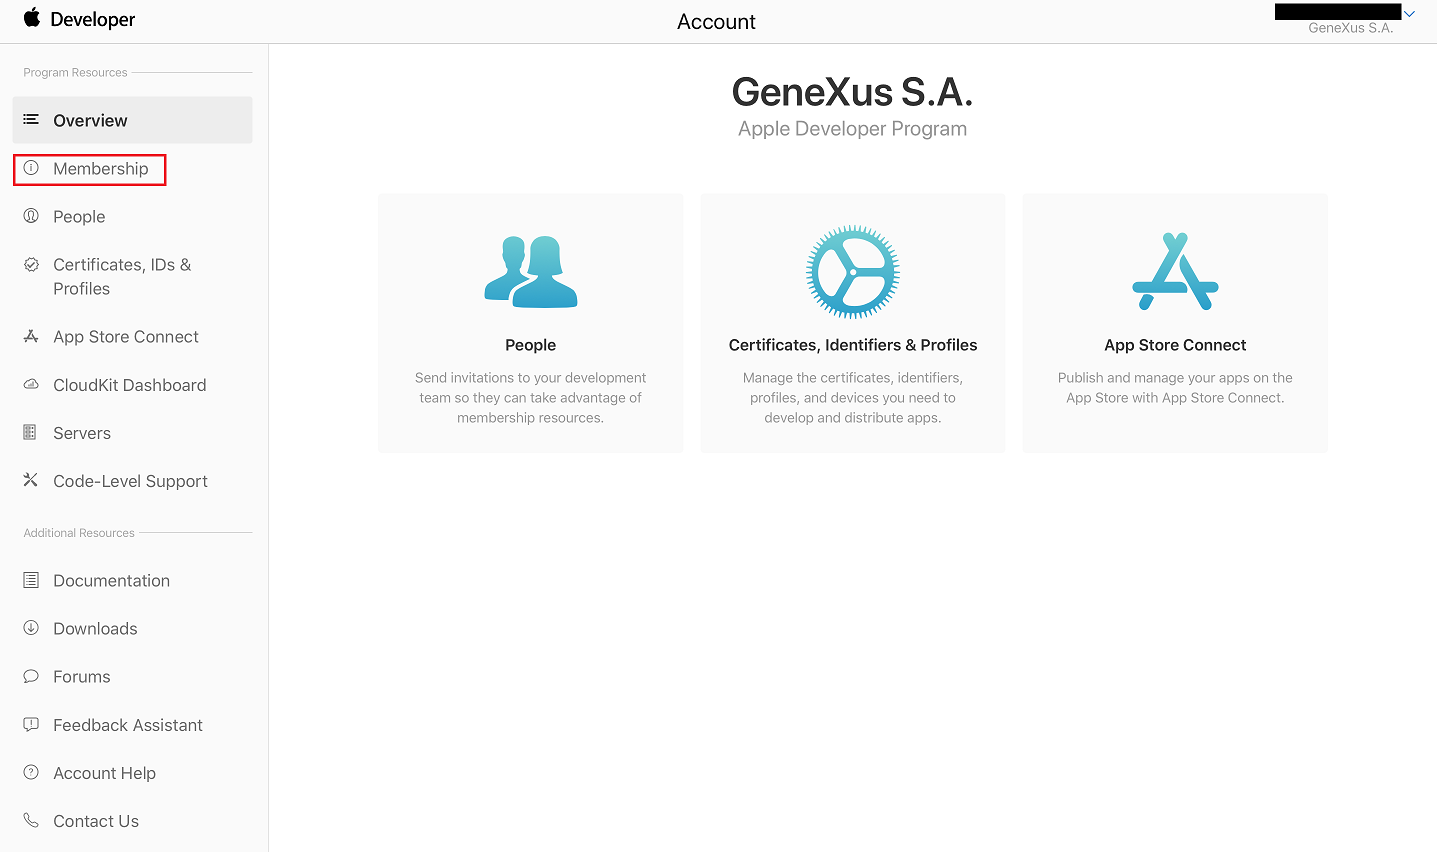 Developer
Account
GeneXus S.A.
Program Resources
Overview
Membership
People
Certificates, IDs &
Profiles
App Store Connect
CloudKit Dashboard
Servers
Code-Level Support
Additional Resources
Documentation
Downloads
Forums
Feedback Assistant
Account Help
Contact Us
GeneXus S.A.
Apple Developer Program
People
Send invitations to your development
team so they can take advantage of
membership resources.
Certificates, Identifiers & Profiles
Manage the certificates, identifiers,
profiles, and devices you need to
develop and distribute apps.
App Store Connect
Publish and manage your apps on the
App Store with App Store Connect.